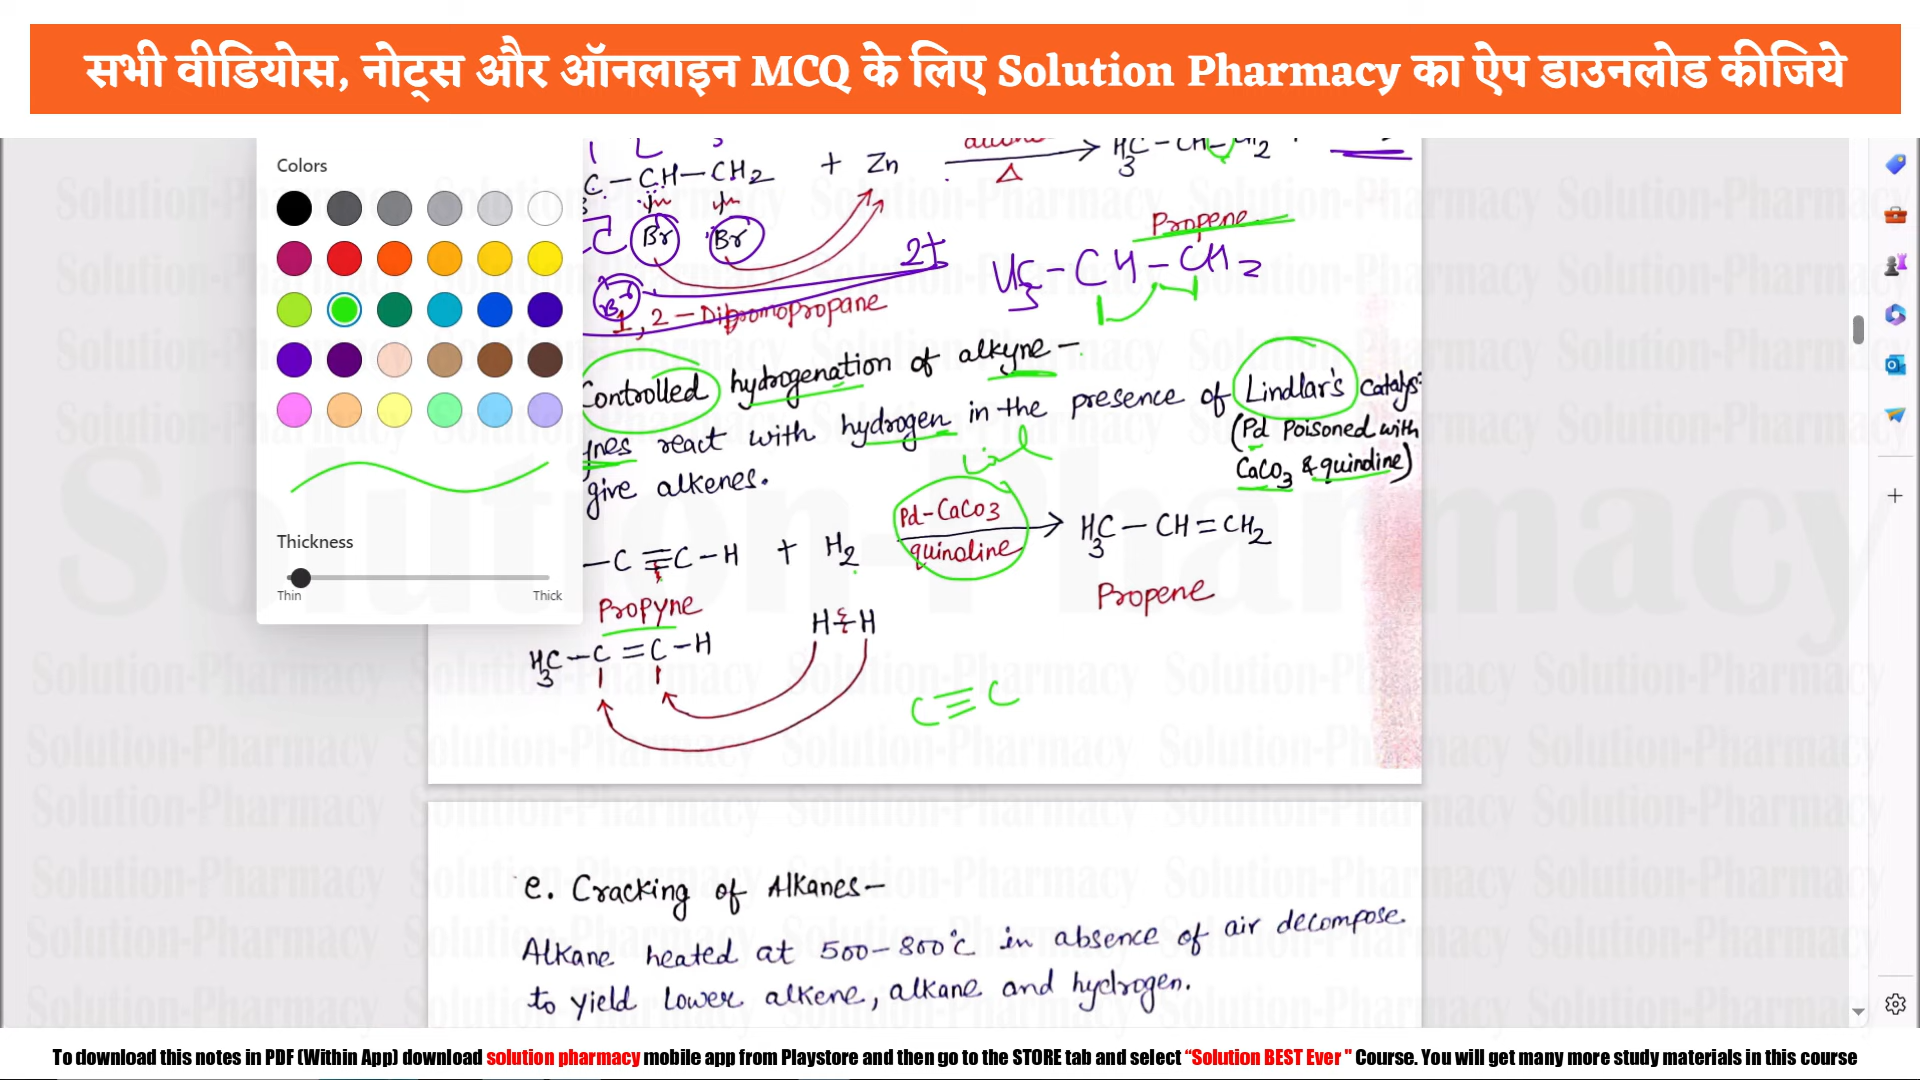 सभी वीडियोस, नोट्स और ऑनलाइन MCQ के लिए Solution Pharmacy का ऐप डाउनलोड कीजिये
Colors
C – CH – CH2 + Zn
Δ
H3C – CH – CH2
Propene
Br Br
2+
H3C – CH – CH2
Br
1, 2 – Dibromopropane
Controlled hydrogenation of alkyne –
ynes react with hydrogen in the presence of Lindlar's Catalys
(Pd Poisoned with
CaCo3 & quinoline)
give alkenes.
Pd-CaCo3
quinoline
– C ≡ C – H + H2 → H3C – CH = CH2
Propyne
Propene
Thickness
Thin Thick
H – H
H3C – C = C – H
C ≡ C
e. Cracking of Alkanes –
Alkane heated at 500-800°C in absence of air decompose
to yield lower alkene, alkane and hydrogen.
Solution-Pharmacy
To download this notes in PDF (Within App) download solution pharmacy mobile app from Playstore and then go to the STORE tab and select "Solution BEST Ever " Course. You will get many more study materials in this course